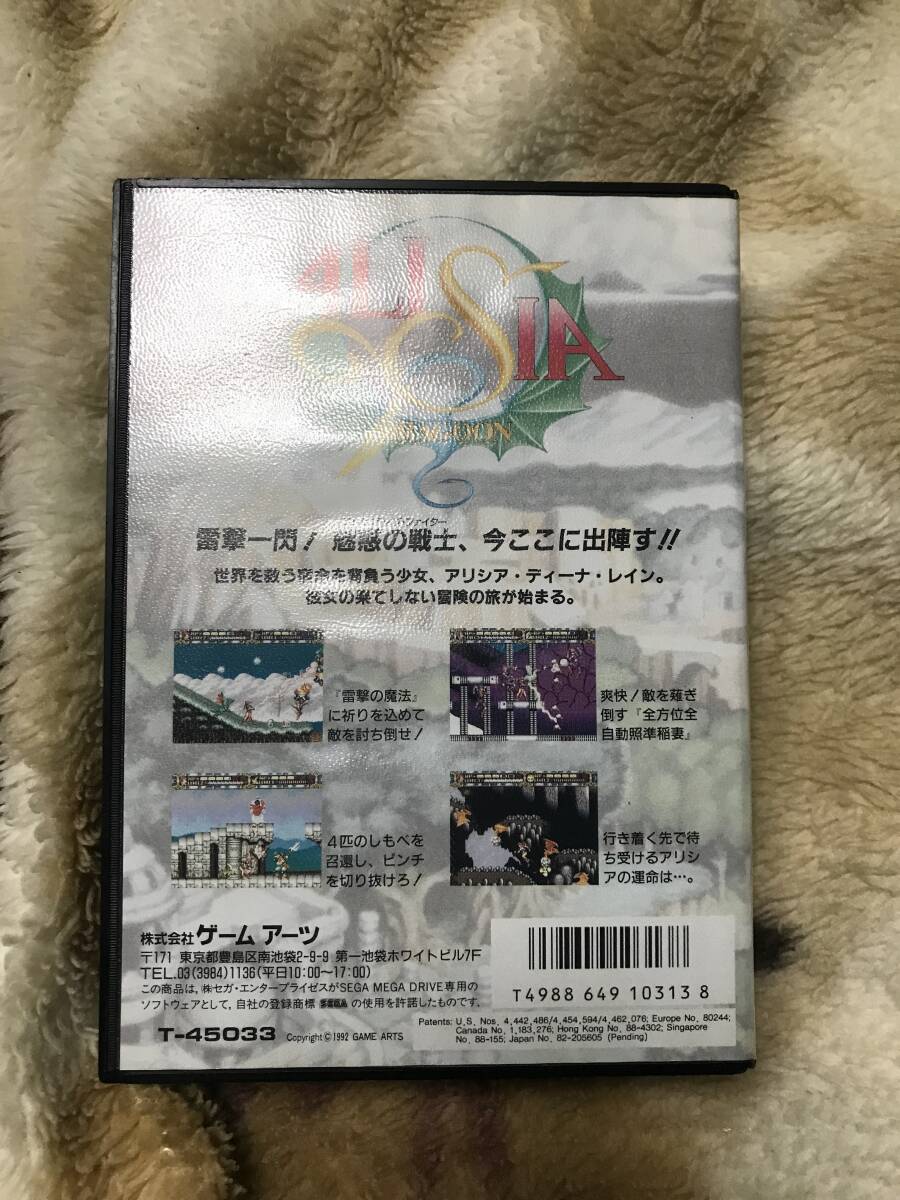 ALISIA
DRAGOON
ファイター
雷撃一閃! 魅惑の戦士、今ここに出陣す!!
世界を救う宿命を背負う少女、アリシア・ディーナ・レイン。
彼女の果てしない冒険の旅が始まる。
『雷撃の魔法』
に祈りを込めて
敵を討ち倒せ!
爽快!敵を薙ぎ
倒す『全方位全
自動照準稲妻』
4匹のしもべを
召還し、ピンチ
を切り抜けろ!
行き着く先で待
ち受けるアリシ
アの運命は…。
株式会社ゲームアーツ
〒171 東京都豊島区南池袋2-9-9 第一池袋ホワイトビル7F
TEL.03(3984)1136(平日10:00〜17:00)
この商品は、㈱セガ・エンタープライゼスがSEGA MEGA DRIVE専用の
ソフトウェアとして、自社の登録商標 SEGA の使用を許諾したものです。
T-45033 Copyright©1992 GAME ARTS
T4988 649 10313 8
Patents: U.S. Nos. 4,442,486/4,454,594/4,462,076; Europe No. 80244;
Canada No. 1,183,276; Hong Kong No. 88-4302; Singapore
No. 88-155; Japan No. 82-205605 (Pending)